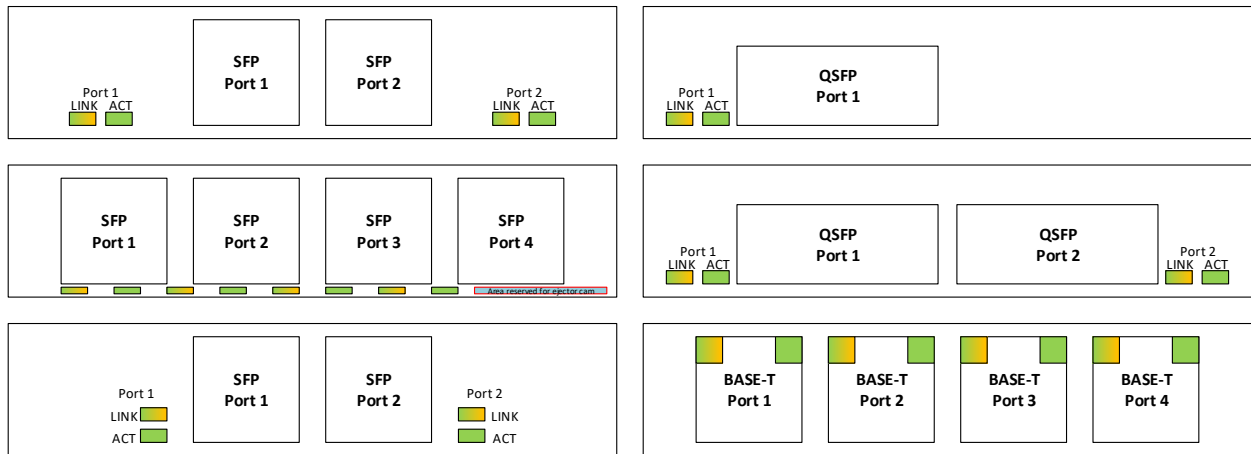 SFP
Port 1
SFP
Port 2
Port 1
LINK ACT
Port 2
LINK ACT
QSFP
Port 1
Port 1
LINK ACT
SFP
Port 1
SFP
Port 2
SFP
Port 3
SFP
Port 4
Area reserved for ejector cam
QSFP
Port 1
QSFP
Port 2
Port 1
LINK ACT
Port 2
LINK ACT
SFP
Port 1
SFP
Port 2
Port 1
LINK
ACT
Port 2
LINK
ACT
BASE-T
Port 1
BASE-T
Port 2
BASE-T
Port 3
BASE-T
Port 4